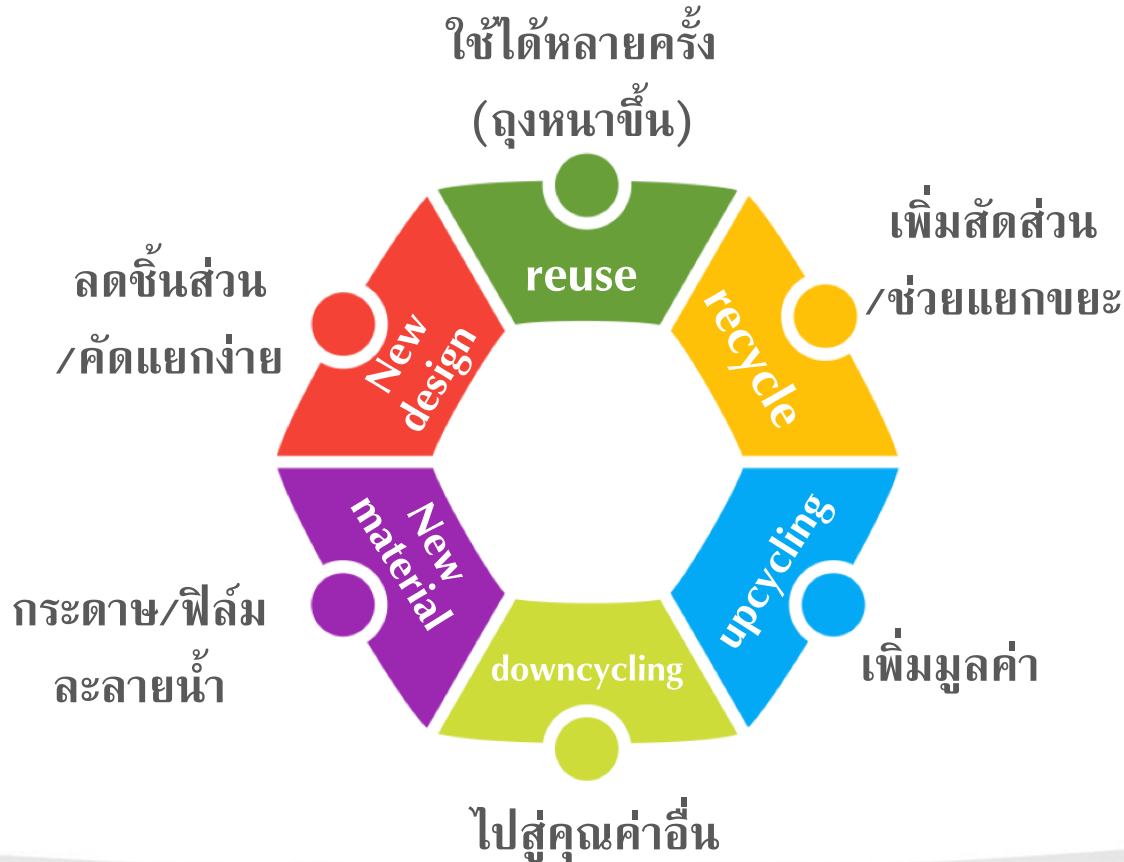 ใช้ได้หลายครั้ง
(ถุงหนาขึ้น)
reuse
เพิ่มสัดส่วน
/ช่วยแยกขยะ
recycle
upcycling
เพิ่มมูลค่า
downcycling
ไปสู่คุณค่าอื่น
New
material
กระดาษ/ฟิล์ม
ละลายน้ำ
New
design
ลดชิ้นส่วน
/คัดแยกง่าย